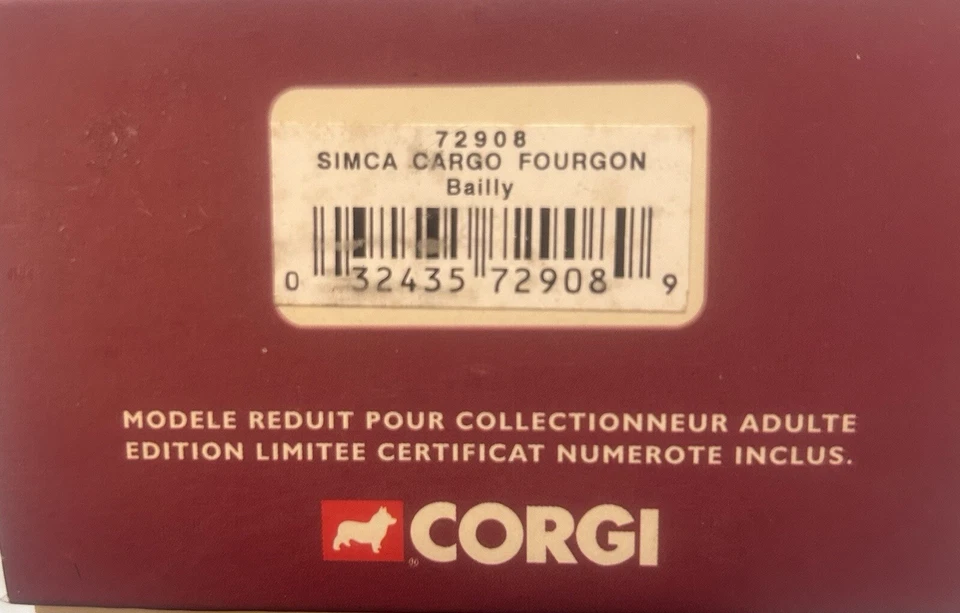 72908
SIMCA CARGO FOURGON
Bailly
0 32435 72908 9
MODELE REDUIT POUR COLLECTIONNEUR ADULTE
EDITION LIMITEE CERTIFICAT NUMEROTE INCLUS.
® CORGI